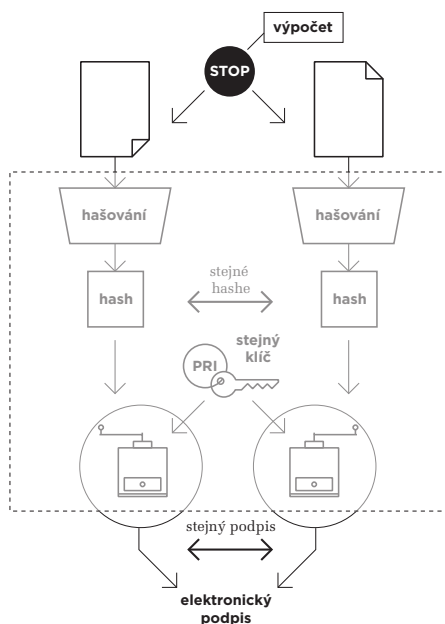 výpočet
STOP
hašování
hašování
stejné
hashe
hash
hash
stejný
klíč
PRI
stejný podpis
elektronický
podpis